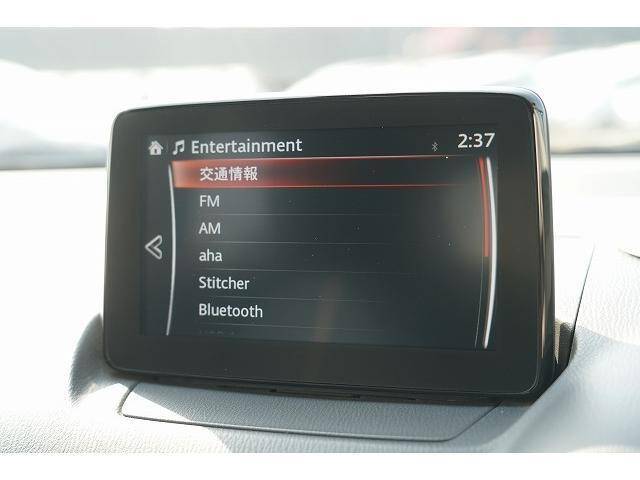 Entertainment 2:37
交通情報
FM
AM
aha
Stitcher
Bluetooth